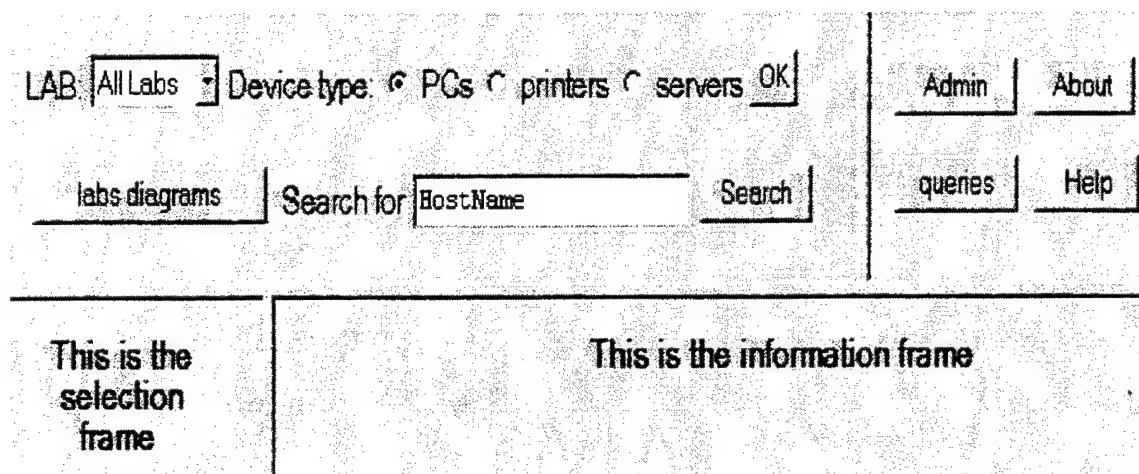 LAB: All Labs Device type: PCs printers servers OK
Admin About
labs diagrams Search for HostName Search
queries Help
This is the
selection
frame
This is the information frame